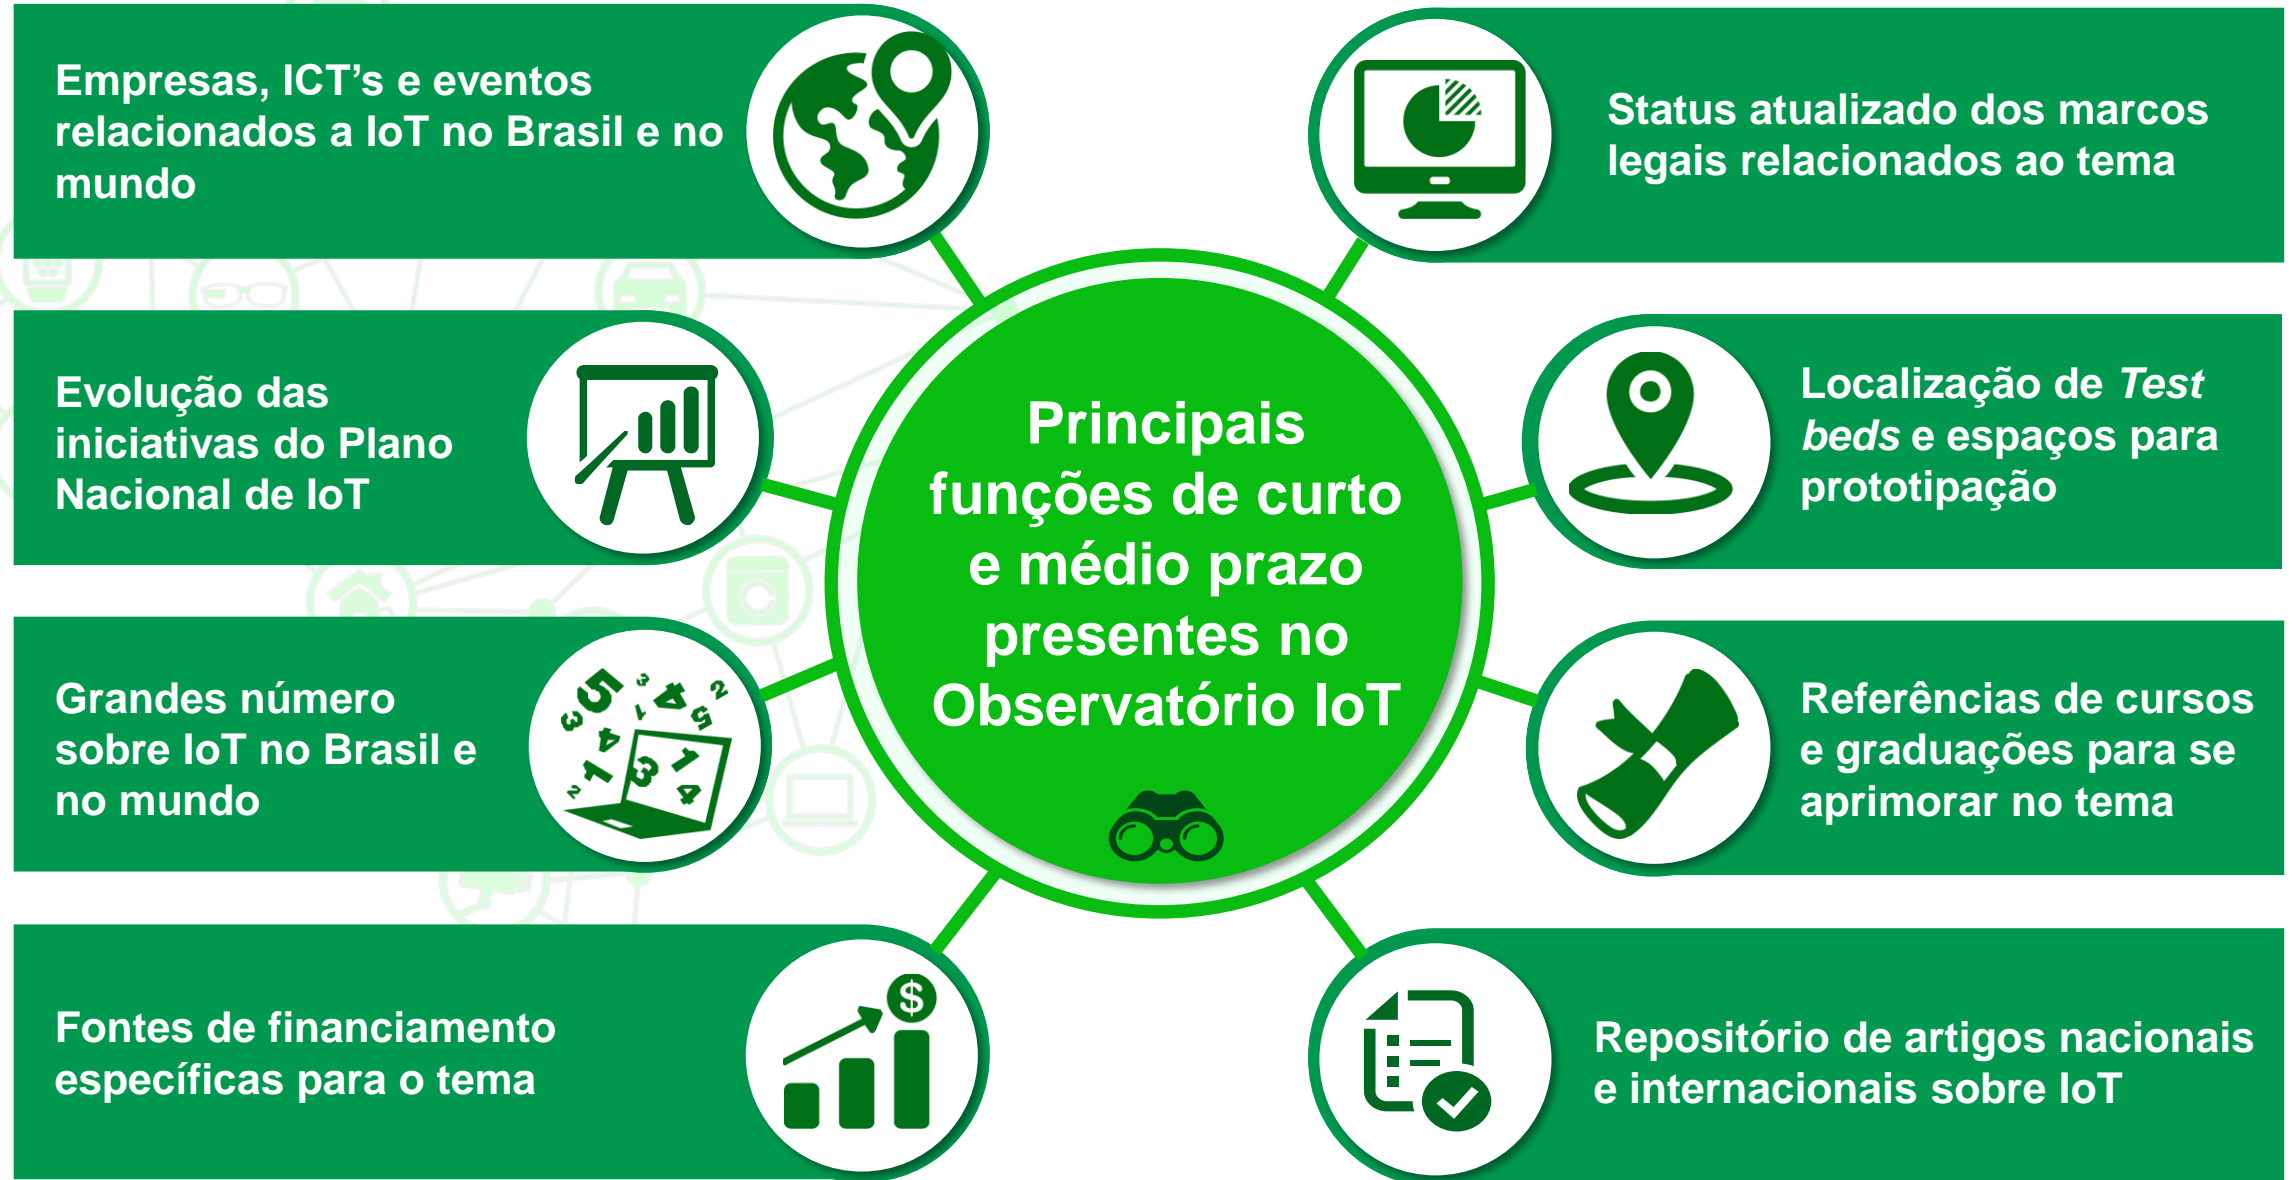 Empresas, ICT’s e eventos
relacionados a IoT no Brasil e no
mundo
Evolução das
iniciativas do Plano
Nacional de IoT
Grandes número
sobre IoT no Brasil e
no mundo
Fontes de financiamento
específicas para o tema
Principais
funções de curto
e médio prazo
presentes no
Observatório IoT
Status atualizado dos marcos
legais relacionados ao tema
Localização de Test
beds e espaços para
prototipação
Referências de cursos
e graduações para se
aprimorar no tema
Repositório de artigos nacionais
e internacionais sobre IoT